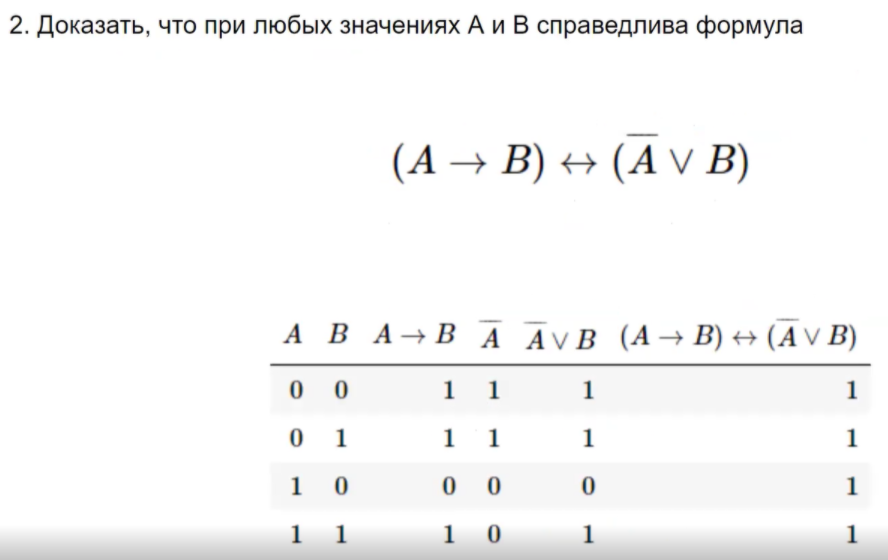 2. Доказать, что при любых значениях А и В справедлива формула
(A → B) ↔ (A̅ ∨ B)
A B A → B A̅ A̅ ∨ B (A → B) ↔ (A̅ ∨ B)
0 0 1 1 1 1
0 1 1 1 1 1
1 0 0 0 0 1
1 1 1 0 1 1